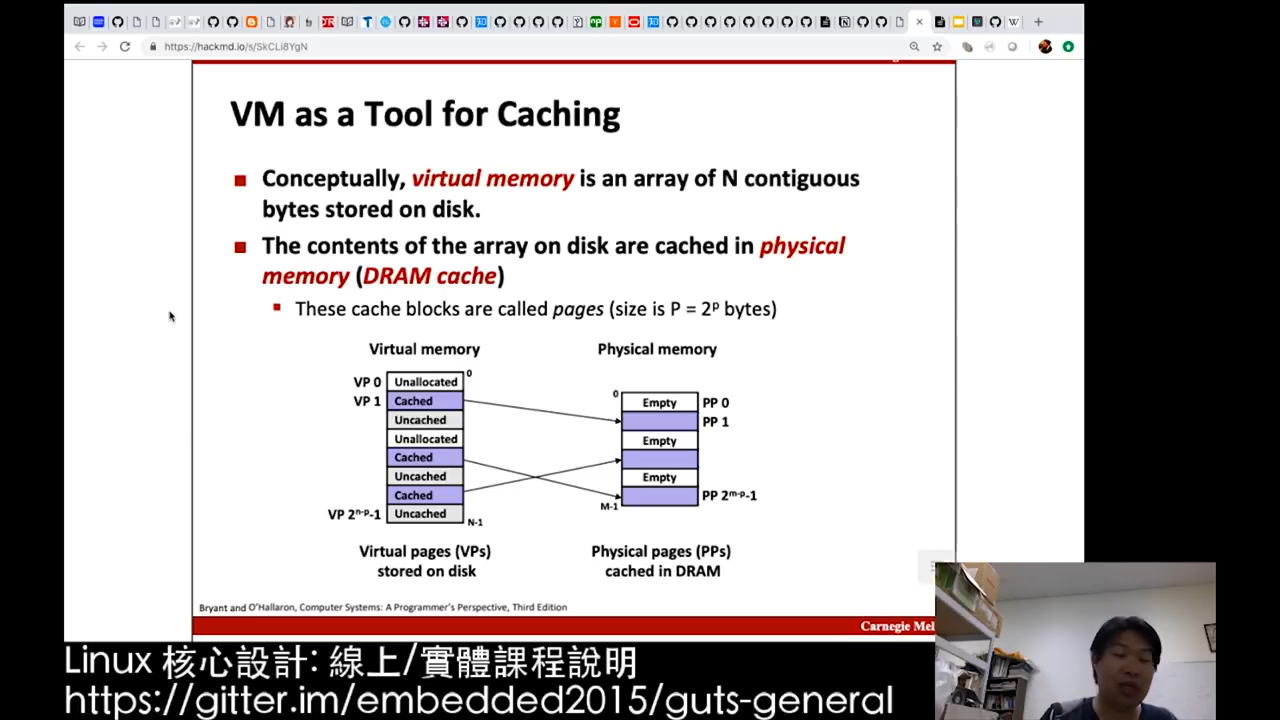 https://hackmd.io/s/SkCLi8YgN
VM as a Tool for Caching
Conceptually, virtual memory is an array of N contiguous
bytes stored on disk.
The contents of the array on disk are cached in physical
memory (DRAM cache)
These cache blocks are called pages (size is P = 2ᵖ bytes)
Virtual memory
Physical memory
VP 0 Unallocated 0
VP 1 Cached
Uncached
Unallocated
Cached
Uncached
Cached
VP 2ⁿ⁻ᵖ-1 Uncached N-1
0 Empty PP 0
PP 1
Empty
Empty
M-1 PP 2ᵐ⁻ᵖ-1
Virtual pages (VPs)
stored on disk
Physical pages (PPs)
cached in DRAM
Bryant and O'Hallaron, Computer Systems: A Programmer's Perspective, Third Edition
Carnegie Mel
Linux 核心設計: 線上/實體課程說明
https://gitter.im/embedded2015/guts-general